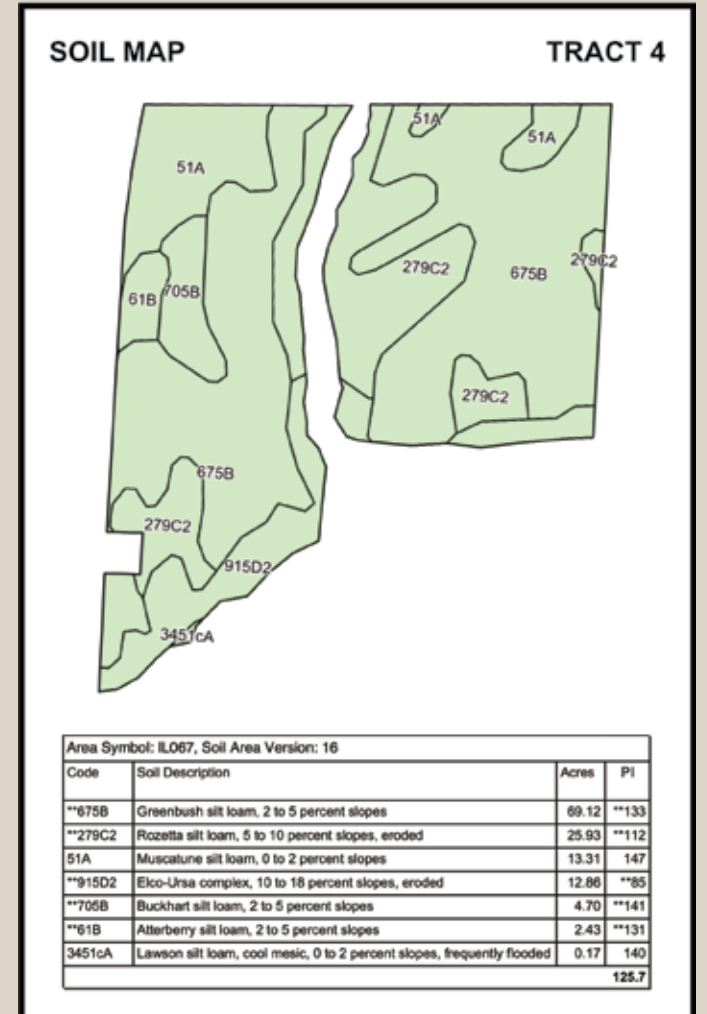 SOIL MAP TRACT 4
51A
51A
51A
279C2
279C2
675B
61B
705B
279C2
675B
279C2
915D2
3451cA
Area Symbol: IL067, Soil Area Version: 16
Code Soil Description Acres PI
**675B Greenbush silt loam, 2 to 5 percent slopes 69.12 **133
**279C2 Rozetta silt loam, 5 to 10 percent slopes, eroded 25.93 **112
51A Muscatune silt loam, 0 to 2 percent slopes 13.31 147
**915D2 Elco-Ursa complex, 10 to 18 percent slopes, eroded 12.86 **85
**705B Buckhart silt loam, 2 to 5 percent slopes 4.70 **141
**61B Atterberry silt loam, 2 to 5 percent slopes 2.43 **131
3451cA Lawson silt loam, cool mesic, 0 to 2 percent slopes, frequently flooded 0.17 140
125.7